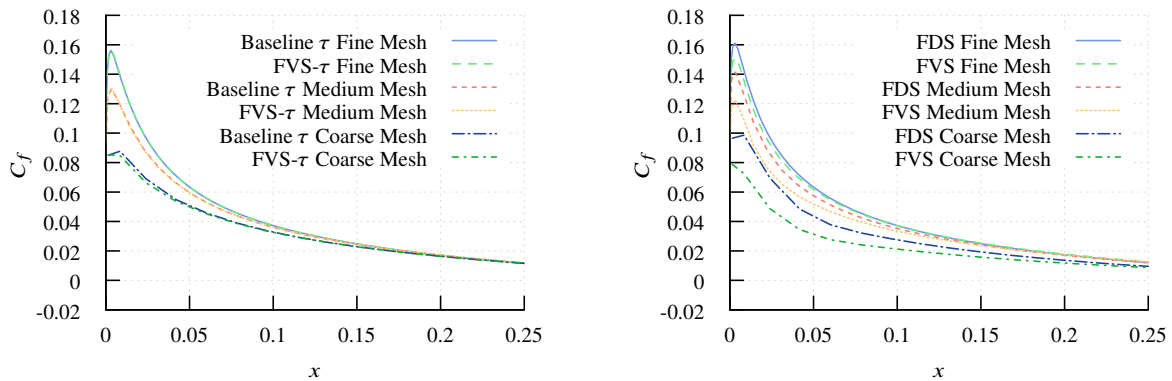 0.18
0.16
0.14
0.12
0.1
0.08
0.06
0.04
0.02
0
-0.02
C_f
Baseline τ Fine Mesh
FVS-τ Fine Mesh
Baseline τ Medium Mesh
FVS-τ Medium Mesh
Baseline τ Coarse Mesh
FVS-τ Coarse Mesh
0 0.05 0.1 0.15 0.2 0.25
x
0.18
0.16
0.14
0.12
0.1
0.08
0.06
0.04
0.02
0
-0.02
C_f
FDS Fine Mesh
FVS Fine Mesh
FDS Medium Mesh
FVS Medium Mesh
FDS Coarse Mesh
FVS Coarse Mesh
0 0.05 0.1 0.15 0.2 0.25
x